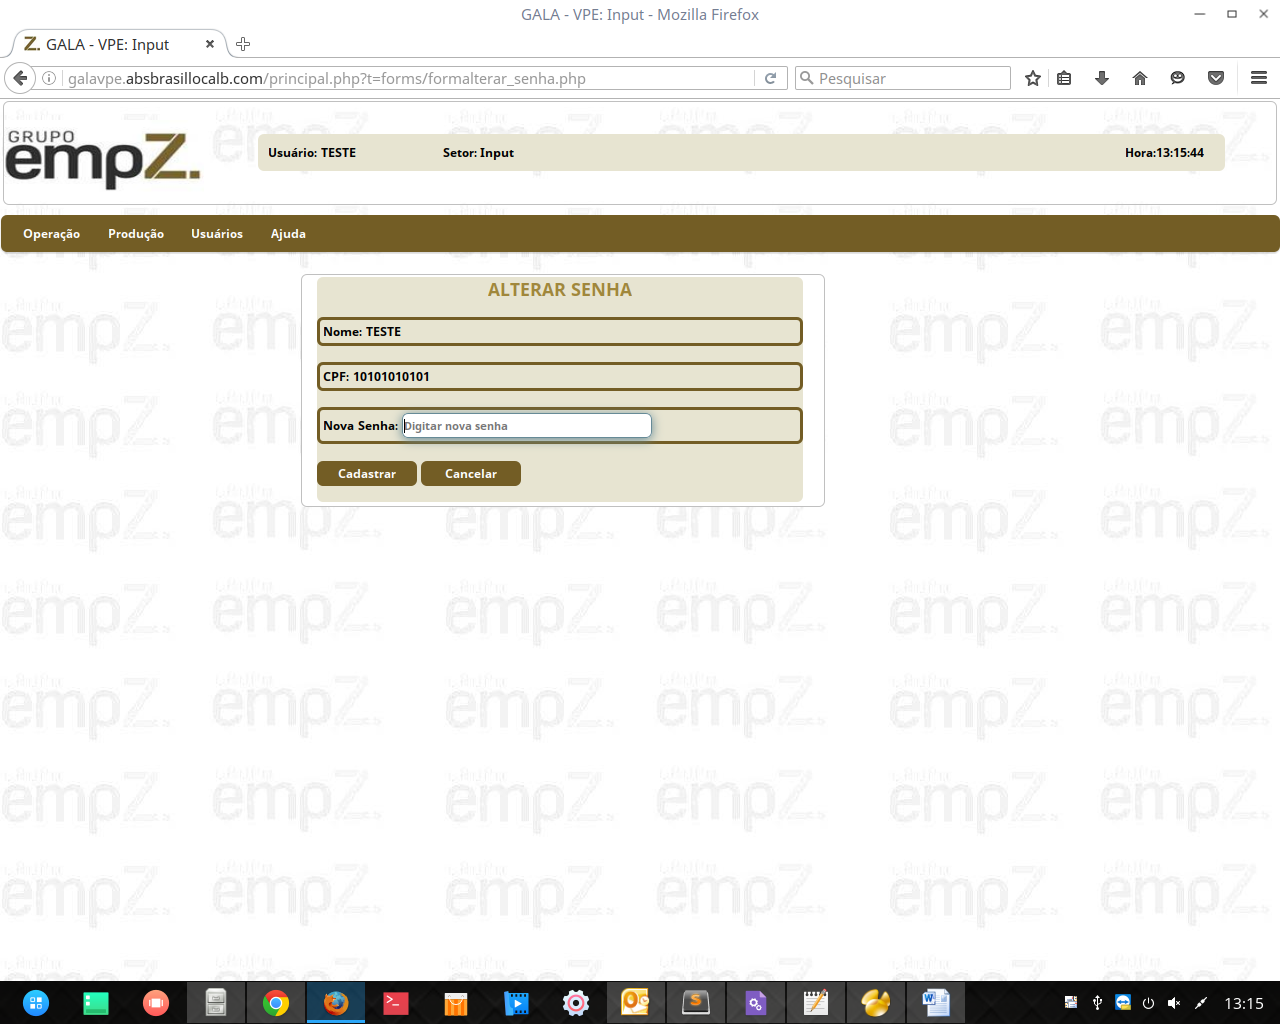 GALA - VPE: Input - Mozilla Firefox
GALA - VPE: Input
galavpe.absbrasillocalb.com/principal.php?t=forms/formalterar_senha.php
Pesquisar
GRUPO
empZ.
Usuário: TESTE Setor: Input Hora:13:15:44
Operação Produção Usuários Ajuda
ALTERAR SENHA
Nome: TESTE
CPF: 10101010101
Nova Senha: Digitar nova senha
Cadastrar Cancelar
13:15